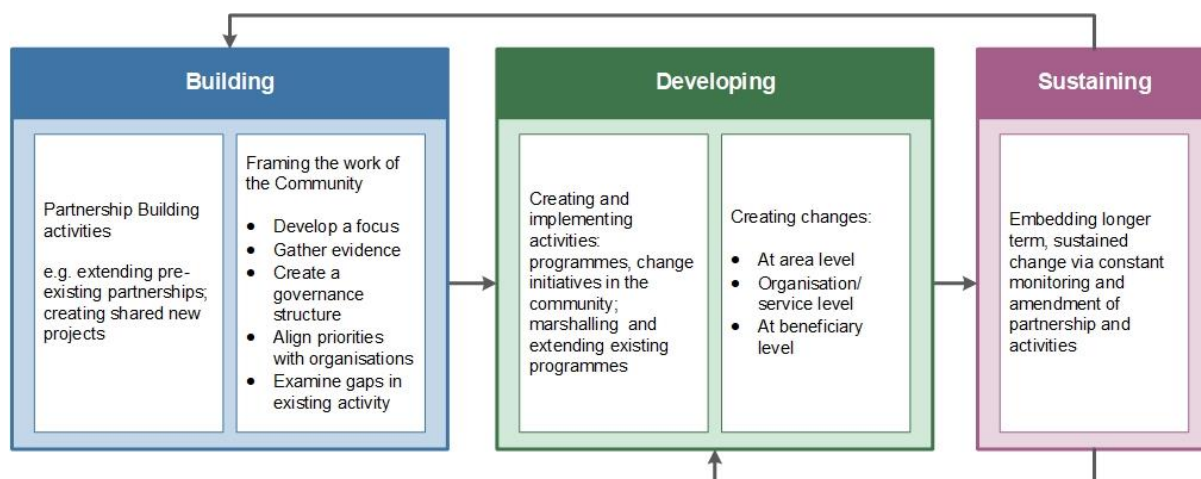 Building
Partnership Building
activities
e.g. extending pre-
existing partnerships;
creating shared new
projects
Framing the work of
the Community
● Develop a focus
● Gather evidence
● Create a
governance
structure
● Align priorities
with organisations
● Examine gaps in
existing activity
Developing
Creating and
implementing
activities:
programmes, change
initiatives in the
community;
marshalling and
extending existing
programmes
Creating changes:
● At area level
● Organisation/
service level
● At beneficiary
level
Sustaining
Embedding longer
term, sustained
change via constant
monitoring and
amendment of
partnership and
activities